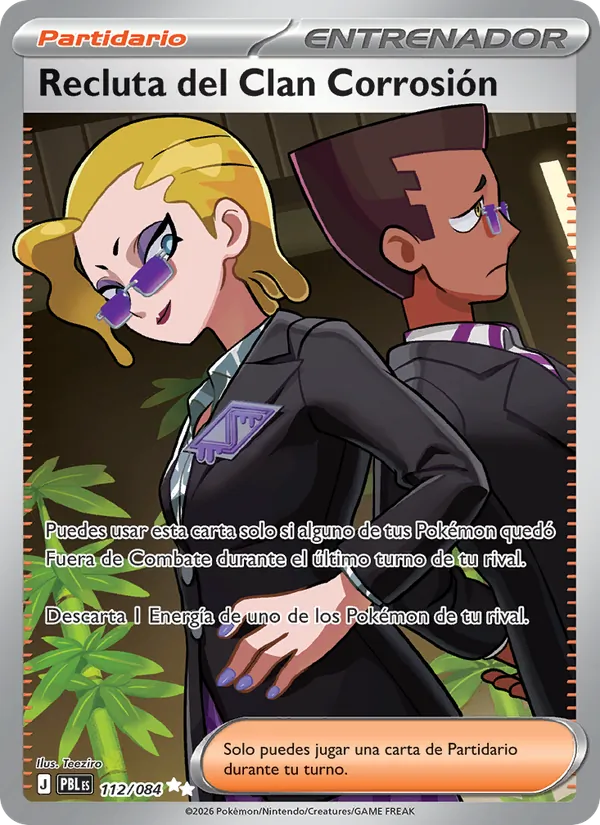 Partidario
ENTRENADOR
Recluta del Clan Corrosión
Puedes usar esta carta solo si alguno de tus Pokémon quedó
Fuera de Combate durante el último turno de tu rival.
Descarta 1 Energía de uno de los Pokémon de tu rival.
Solo puedes jugar una carta de Partidario
durante tu turno.
Ilus. Teeziro
J PBL ES 112/084
©2026 Pokémon/Nintendo/Creatures/GAME FREAK